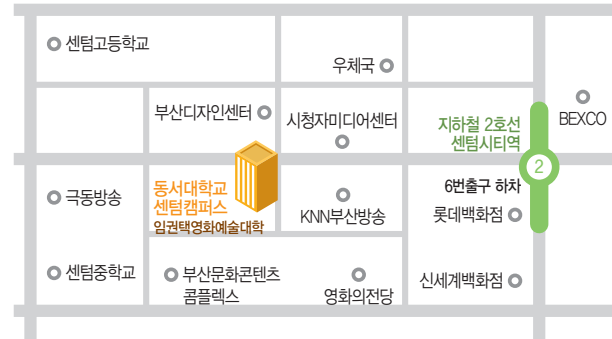 센텀고등학교
우체국
부산디자인센터
시청자미디어센터
지하철 2호선
센텀시티역
BEXCO
2
극동방송
동서대학교
센텀캠퍼스
임권택영화예술대학
KNN부산방송
6번출구 하차
롯데백화점
센텀중학교
부산문화콘텐츠
콤플렉스
영화의전당
신세계백화점